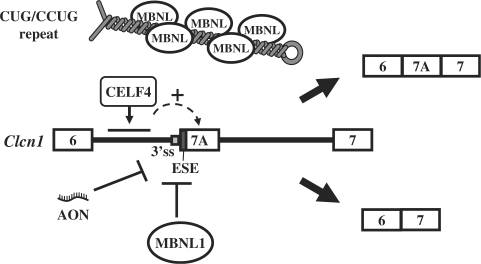 CUG/CCUG
repeat
MBNL MBNL MBNL
MBNL MBNL
6 7A 7
CELF4
+
Clcn1 6 7A 7
3'ss
ESE
AON
MBNL1
6 7